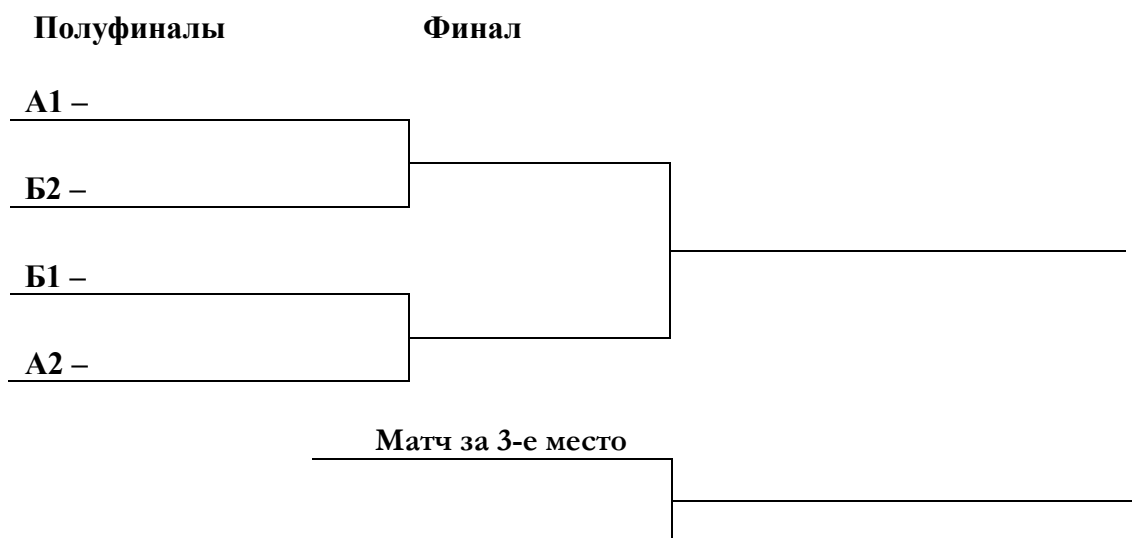 Полуфиналы Финал
А1 –
Б2 –
Б1 –
А2 –
Матч за 3-е место